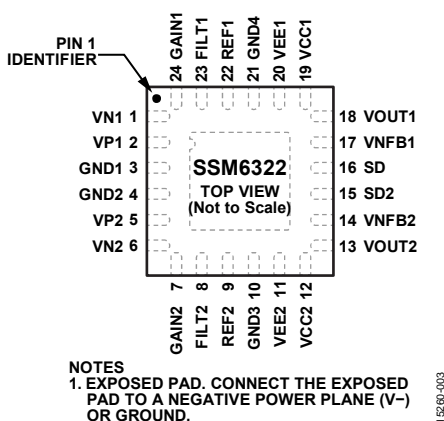 24 GAIN1
23 FILT1
22 REF1
21 GND4
20 VEE1
19 VCC1
PIN 1
IDENTIFIER
VN1 1
VP1 2
GND1 3
GND2 4
VP2 5
VN2 6
SSM6322
TOP VIEW
(Not to Scale)
18 VOUT1
17 VNFB1
16 SD
15 SD2
14 VNFB2
13 VOUT2
GAIN2 7
FILT2 8
REF2 9
GND3 10
VEE2 11
VCC2 12
NOTES
1. EXPOSED PAD. CONNECT THE EXPOSED
PAD TO A NEGATIVE POWER PLANE (V−)
OR GROUND.
15260-003